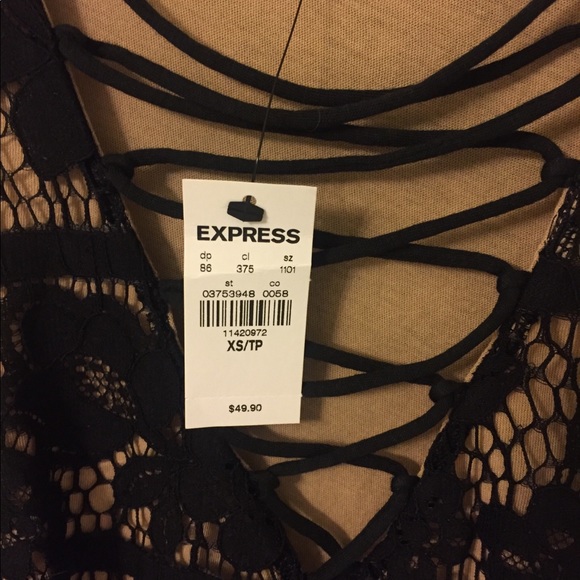 EXPRESS
dp cl sz
86 375 1101
st co
03753948 0058
11420972
XS/TP
$49.90